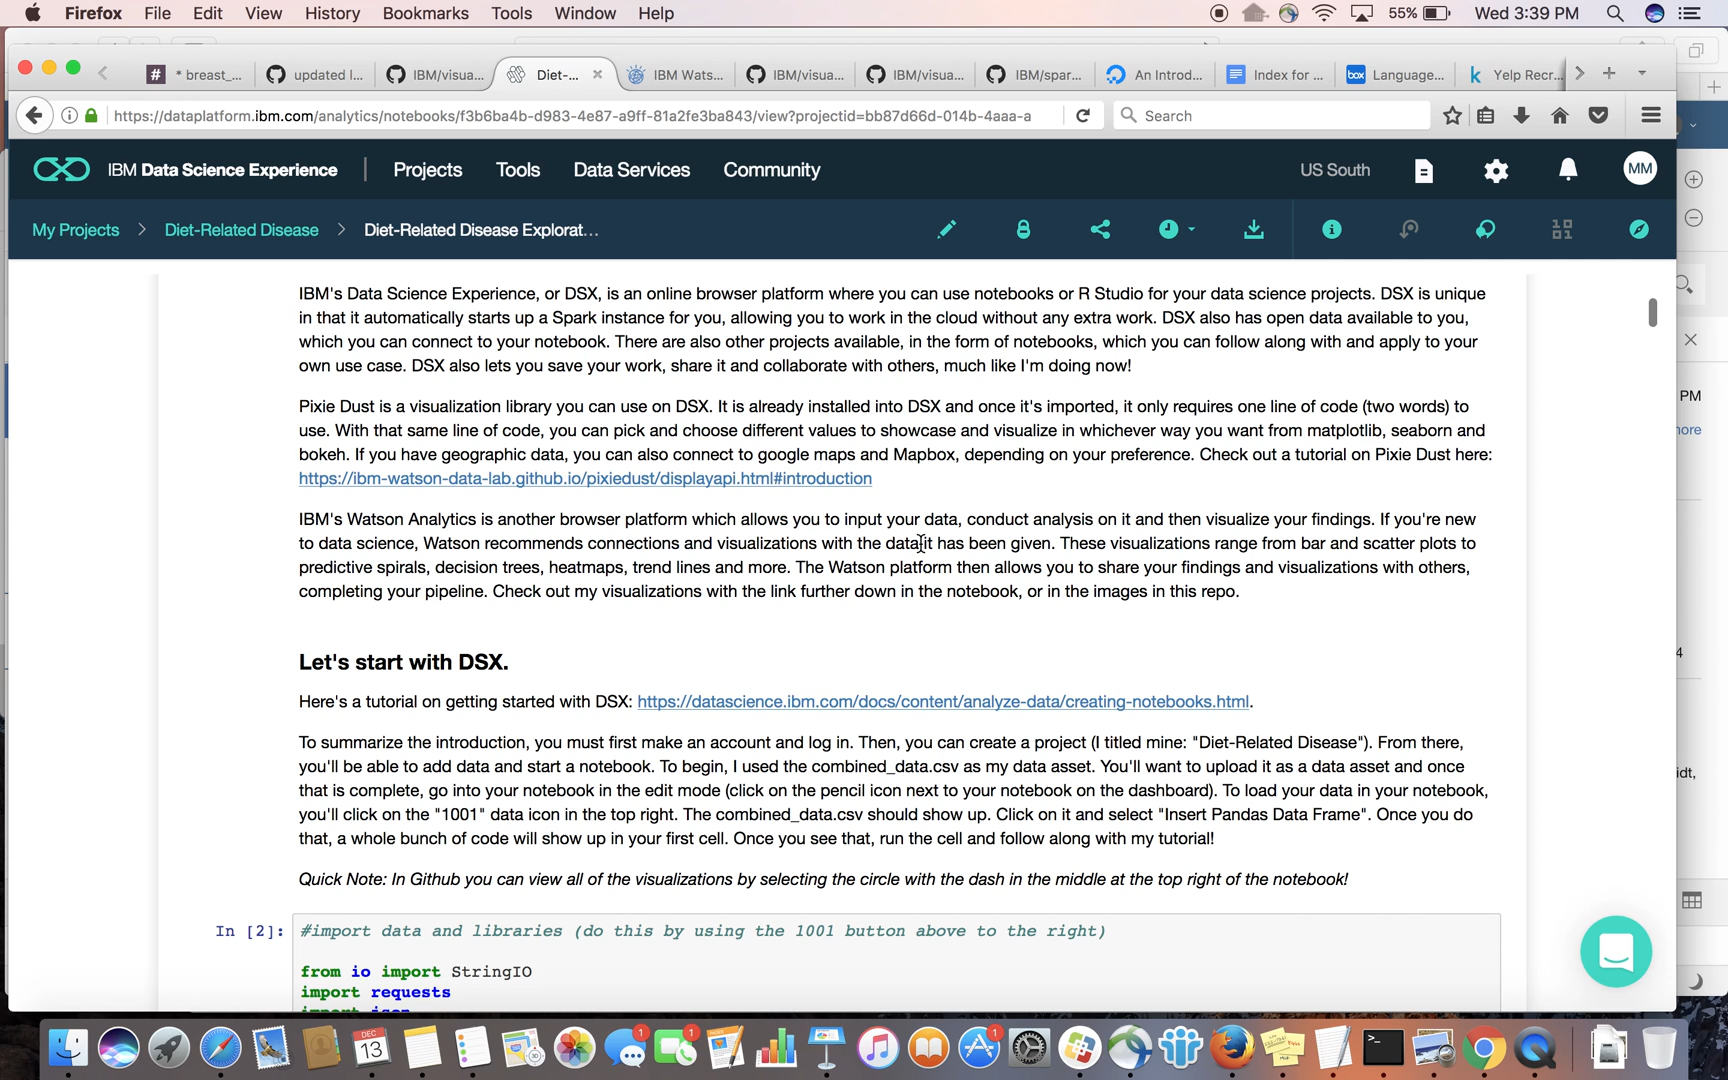 Firefox File Edit View History Bookmarks Tools Window Help 55% Wed 3:39 PM
# * breast_... updated l... IBM/visua... Diet-... IBM Wats... IBM/visua... IBM/visua... IBM/spar... An Introd... Index for ... box Language... k Yelp Recr...
https://dataplatform.ibm.com/analytics/notebooks/f3b6ba4b-d983-4e87-a9ff-81a2fe3ba843/view?projectid=bb87d66d-014b-4aaa-a Search
IBM Data Science Experience Projects Tools Data Services Community US South MM
My Projects > Diet-Related Disease > Diet-Related Disease Explorat...
IBM's Data Science Experience, or DSX, is an online browser platform where you can use notebooks or R Studio for your data science projects. DSX is unique
in that it automatically starts up a Spark instance for you, allowing you to work in the cloud without any extra work. DSX also has open data available to you,
which you can connect to your notebook. There are also other projects available, in the form of notebooks, which you can follow along with and apply to your
own use case. DSX also lets you save your work, share it and collaborate with others, much like I'm doing now!
PM
Pixie Dust is a visualization library you can use on DSX. It is already installed into DSX and once it's imported, it only requires one line of code (two words) to
use. With that same line of code, you can pick and choose different values to showcase and visualize in whichever way you want from matplotlib, seaborn and
nore
bokeh. If you have geographic data, you can also connect to google maps and Mapbox, depending on your preference. Check out a tutorial on Pixie Dust here:
https://ibm-watson-data-lab.github.io/pixiedust/displayapi.html#introduction
IBM's Watson Analytics is another browser platform which allows you to input your data, conduct analysis on it and then visualize your findings. If you're new
to data science, Watson recommends connections and visualizations with the data it has been given. These visualizations range from bar and scatter plots to
predictive spirals, decision trees, heatmaps, trend lines and more. The Watson platform then allows you to share your findings and visualizations with others,
completing your pipeline. Check out my visualizations with the link further down in the notebook, or in the images in this repo.
Let's start with DSX.
4
Here's a tutorial on getting started with DSX: https://datascience.ibm.com/docs/content/analyze-data/creating-notebooks.html.
To summarize the introduction, you must first make an account and log in. Then, you can create a project (I titled mine: "Diet-Related Disease"). From there,
you'll be able to add data and start a notebook. To begin, I used the combined_data.csv as my data asset. You'll want to upload it as a data asset and once
idt,
that is complete, go into your notebook in the edit mode (click on the pencil icon next to your notebook on the dashboard). To load your data in your notebook,
you'll click on the "1001" data icon in the top right. The combined_data.csv should show up. Click on it and select "Insert Pandas Data Frame". Once you do
that, a whole bunch of code will show up in your first cell. Once you see that, run the cell and follow along with my tutorial!
Quick Note: In Github you can view all of the visualizations by selecting the circle with the dash in the middle at the top right of the notebook!
In [2]: #import data and libraries (do this by using the 1001 button above to the right)
from io import StringIO
import requests
import json
DEC
13
1
1
1